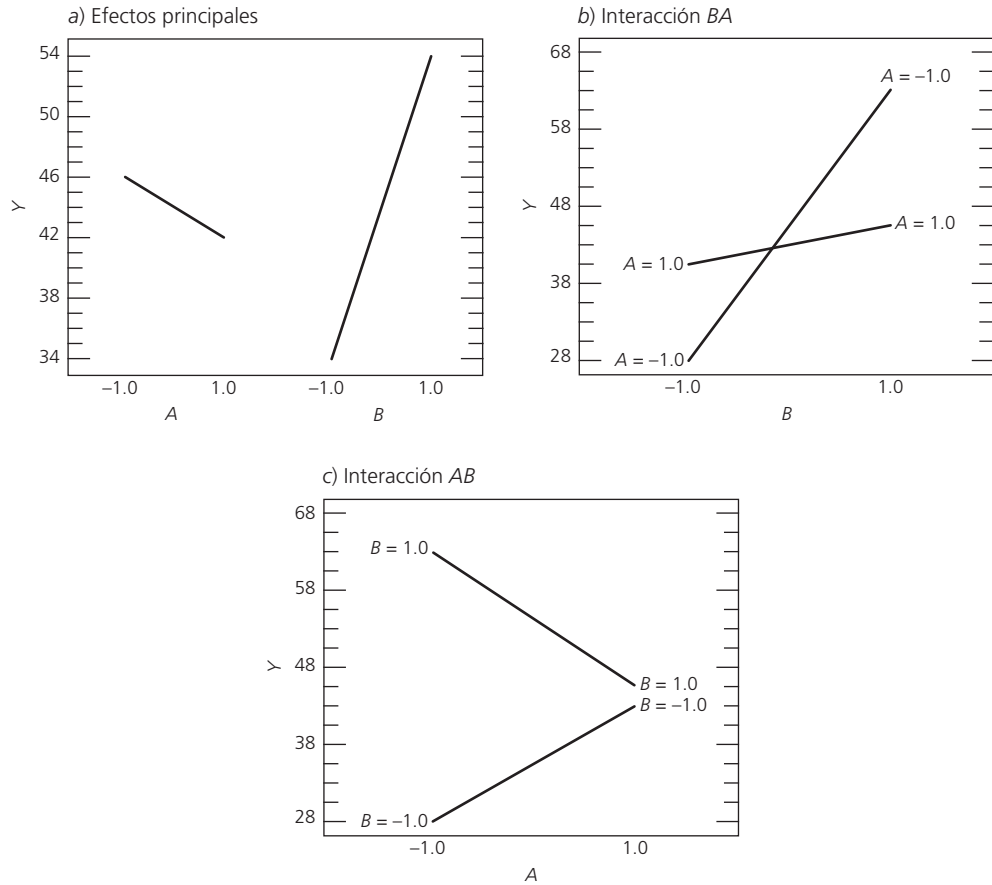 a) Efectos principales
54
50
46
42
38
34
Y
–1.0 1.0 –1.0 1.0
A B
b) Interacción BA
68
58
48
38
28
Y
A = –1.0
A = 1.0
A = 1.0
A = –1.0
–1.0 1.0
B
c) Interacción AB
68
58
48
38
28
Y
B = 1.0
B = 1.0
B = –1.0
B = –1.0
–1.0 1.0
A